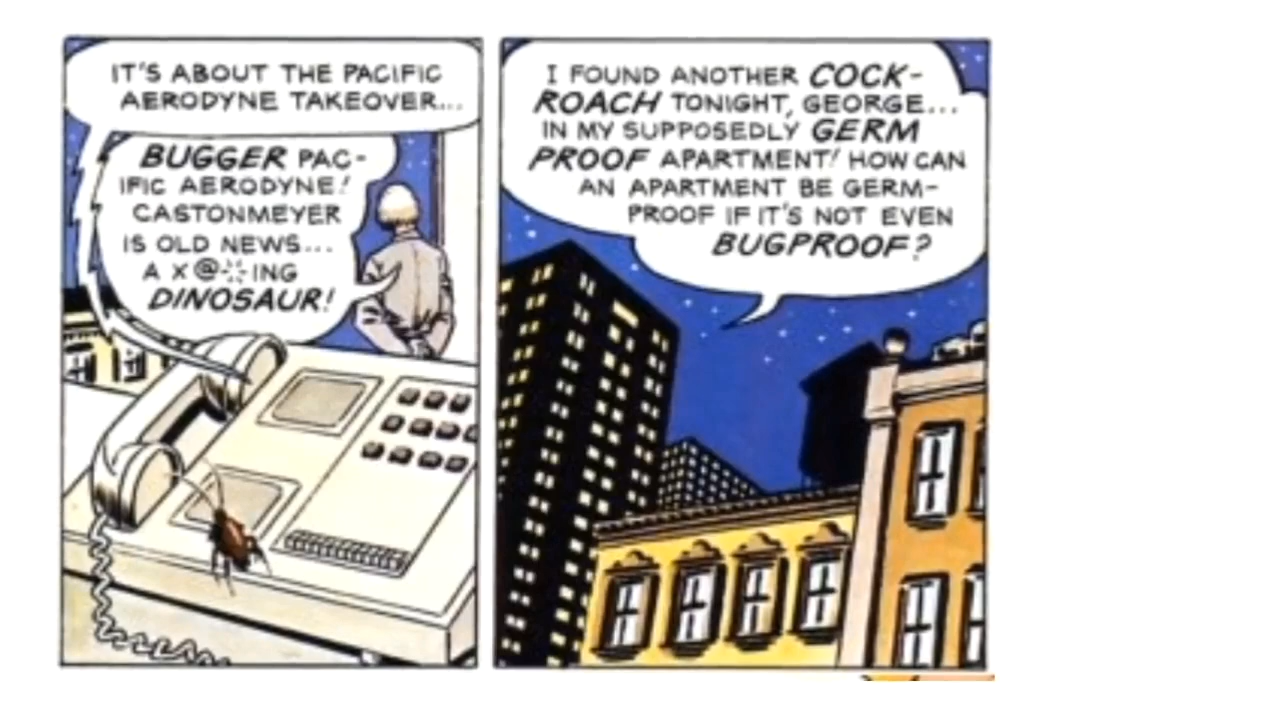 IT'S ABOUT THE PACIFIC
AERODYNE TAKEOVER...
BUGGER PAC-
IFIC AERODYNE!
CASTONMEYER
IS OLD NEWS...
A X@⁛ING
DINOSAUR!
I FOUND ANOTHER COCK-
ROACH TONIGHT, GEORGE...
IN MY SUPPOSEDLY GERM
PROOF APARTMENT! HOW CAN
AN APARTMENT BE GERM-
PROOF IF IT'S NOT EVEN
BUGPROOF?